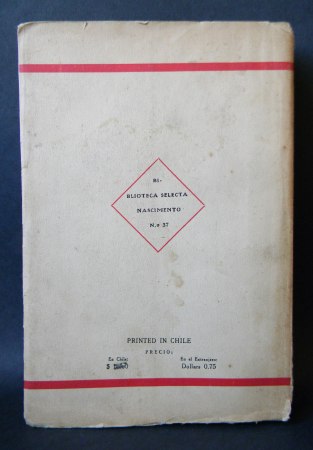 BI-
BLIOTECA SELECTA
NASCIMENTO
N.o 37
PRINTED IN CHILE
PRECIO:
En Chile: En el Extranjero
$ Dollars 0.75